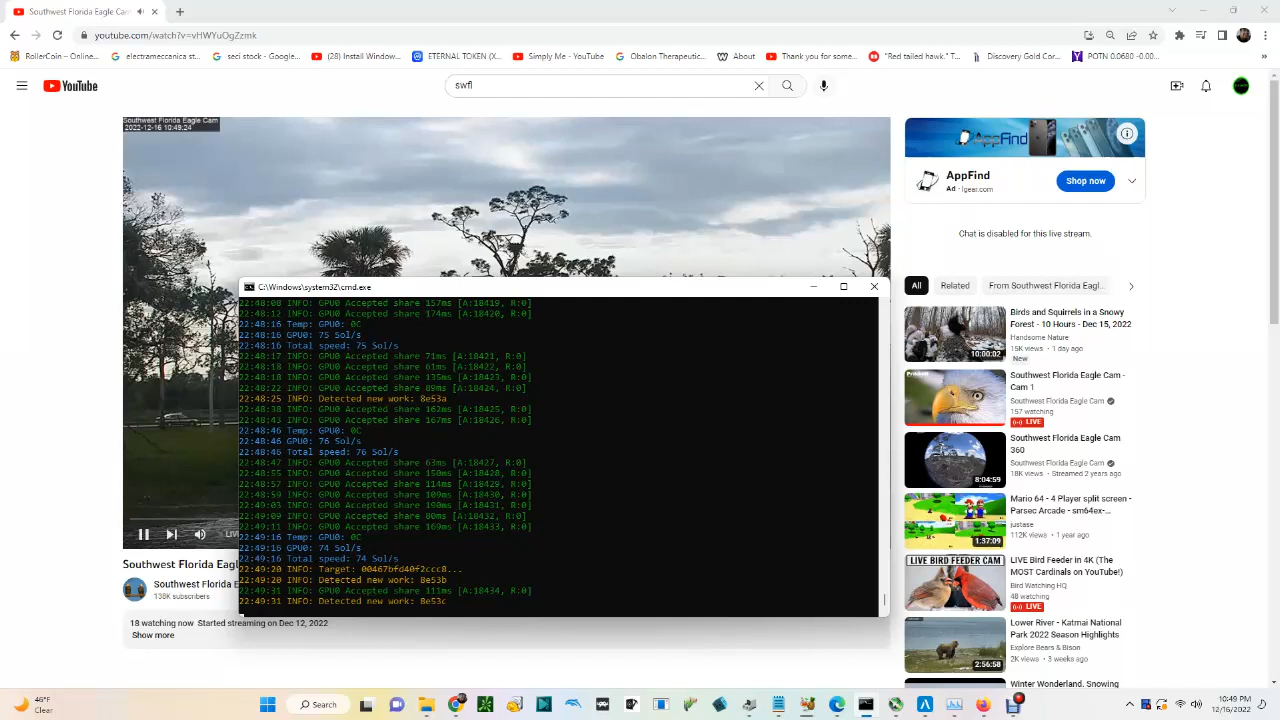 Southwest Florida Eagle Cam
youtube.com/watch?v=vHWYuOgZzmk
RollerCoin – Online...
electrameccanica st...
seci stock - Google...
(28) Install Window...
ETERNAL TOKEN (E...
Simply Me - YouTube
Obalon Therapeutic...
About
Thank you for some...
"Red tailed hawk." T...
Discovery Gold Cor...
POTN 0.0680 -0.00...
»
YouTube
swfl
Southwest Florida Eagle Cam
2022-12-16 10:49:24
C:\Windows\system32\cmd.exe
22:48:08 INFO: GPU0 Accepted share 157ms [A:18419, R:0]
22:48:12 INFO: GPU0 Accepted share 174ms [A:18420, R:0]
22:48:16 Temp: GPU0: 0C
22:48:16 GPU0: 75 Sol/s
22:48:16 Total speed: 75 Sol/s
22:48:17 INFO: GPU0 Accepted share 71ms [A:18421, R:0]
22:48:18 INFO: GPU0 Accepted share 61ms [A:18422, R:0]
22:48:18 INFO: GPU0 Accepted share 135ms [A:18423, R:0]
22:48:22 INFO: GPU0 Accepted share 89ms [A:18424, R:0]
22:48:25 INFO: Detected new work: 8e53a
22:48:38 INFO: GPU0 Accepted share 162ms [A:18425, R:0]
22:48:43 INFO: GPU0 Accepted share 167ms [A:18426, R:0]
22:48:46 Temp: GPU0: 0C
22:48:46 GPU0: 76 Sol/s
22:48:46 Total speed: 76 Sol/s
22:48:47 INFO: GPU0 Accepted share 63ms [A:18427, R:0]
22:48:55 INFO: GPU0 Accepted share 150ms [A:18428, R:0]
22:48:57 INFO: GPU0 Accepted share 114ms [A:18429, R:0]
22:48:59 INFO: GPU0 Accepted share 109ms [A:18430, R:0]
22:49:03 INFO: GPU0 Accepted share 190ms [A:18431, R:0]
22:49:09 INFO: GPU0 Accepted share 80ms [A:18432, R:0]
22:49:11 INFO: GPU0 Accepted share 169ms [A:18433, R:0]
22:49:16 Temp: GPU0: 0C
22:49:16 GPU0: 74 Sol/s
22:49:16 Total speed: 74 Sol/s
22:49:20 INFO: Target: 00467bfd40f2ccc8...
22:49:20 INFO: Detected new work: 8e53b
22:49:31 INFO: GPU0 Accepted share 111ms [A:18434, R:0]
22:49:31 INFO: Detected new work: 8e53c
LIV
Southwest Florida E
Southwest Florida E
138K subscribers
18 watching now Started streaming on Dec 12, 2022
Show more
AppFind
AppFind
Ad · lgear.com
Shop now
Chat is disabled for this live stream.
All
Related
From Southwest Florida Eagl...
Birds and Squirrels in a Snowy
Forest - 10 Hours - Dec 15, 2022
Handsome Nature
15K views • 1 day ago
New
10:00:02
Southwest Florida Eagle Cam -
Cam 1
Southwest Florida Eagle Cam
157 watching
LIVE
Southwest Florida Eagle Cam
360
Southwest Florida Eagle Cam
18K • Streamed 2 years ago
8:04:59
Mario 64 - 4 Player split screen -
Parsec Arcade - sm64ex-...
justase
112K views • 1 year ago
1:37:09
LIVE BIRD FEEDER CAM
LIVE Bird Feeder in 4K (The
MOST Cardinals on YouTube!)
Bird Watching HQ
48 watching
LIVE
Lower River - Katmai National
Park 2022 Season Highlights
Explore Bears & Bison
2K views • 3 weeks ago
2:56:58
Winter Wonderland. Snowing
46°F
Clear
Search
10:49 PM
12/16/2022